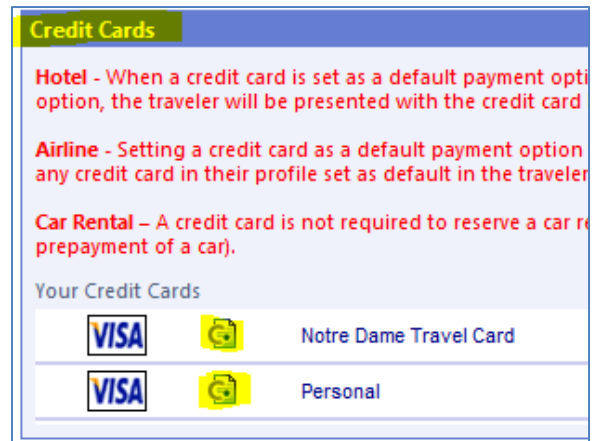 Credit Cards
Hotel - When a credit card is set as a default payment opti
option, the traveler will be presented with the credit card
Airline - Setting a credit card as a default payment option
any credit card in their profile set as default in the traveler
Car Rental – A credit card is not required to reserve a car re
prepayment of a car).
Your Credit Cards
VISA Notre Dame Travel Card
VISA Personal